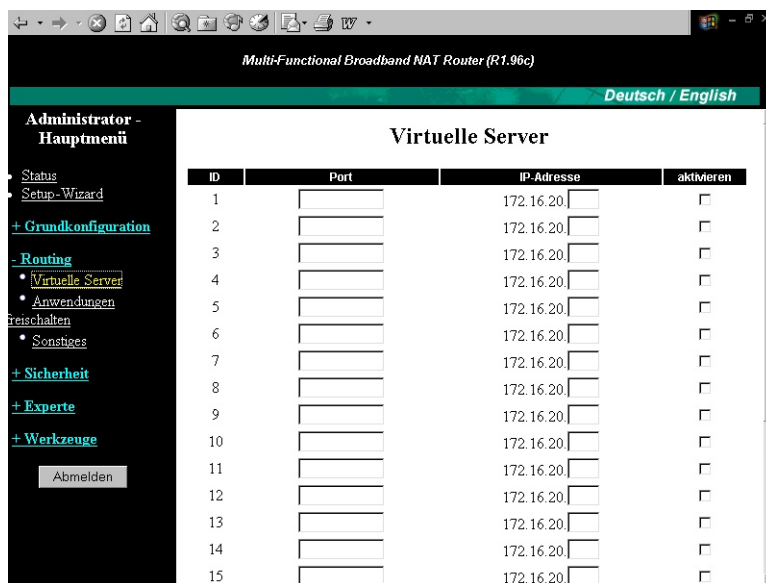 Multi-Functional Broadband NAT Router (R1.96c)
Deutsch / English
Administrator -
Hauptmenü
Status
Setup-Wizard
+ Grundkonfiguration
- Routing
Virtuelle Server
Anwendungen
freischalten
Sonstiges
+ Sicherheit
+ Experte
+ Werkzeuge
Abmelden
Virtuelle Server
ID Port IP-Adresse aktivieren
1 172.16.20.
2 172.16.20.
3 172.16.20.
4 172.16.20.
5 172.16.20.
6 172.16.20.
7 172.16.20.
8 172.16.20.
9 172.16.20.
10 172.16.20.
11 172.16.20.
12 172.16.20.
13 172.16.20.
14 172.16.20.
15 172.16.20.